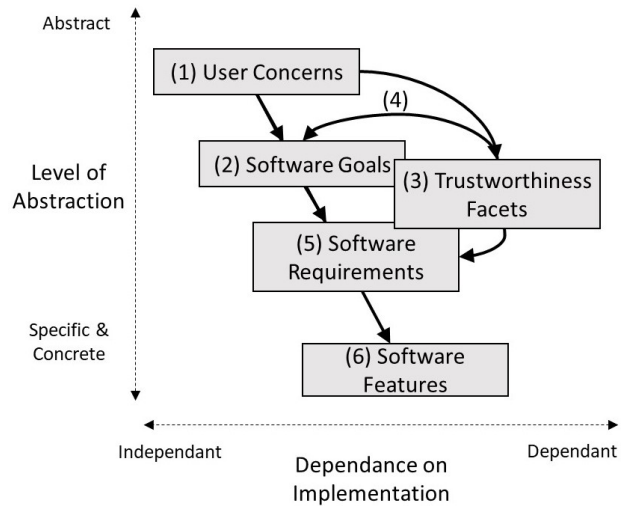 Abstract
(1) User Concerns
(4)
(2) Software Goals
(3) Trustworthiness
Facets
Level of
Abstraction
(5) Software
Requirements
Specific &
Concrete
(6) Software
Features
Independant
Dependant
Dependance on
Implementation